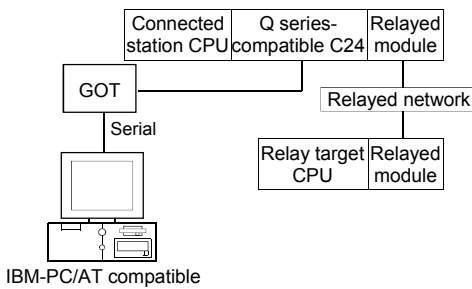 Connected station CPU
Q series-compatible C24
Relayed module
GOT
Relayed network
Serial
Relay target CPU
Relayed module
IBM-PC/AT compatible